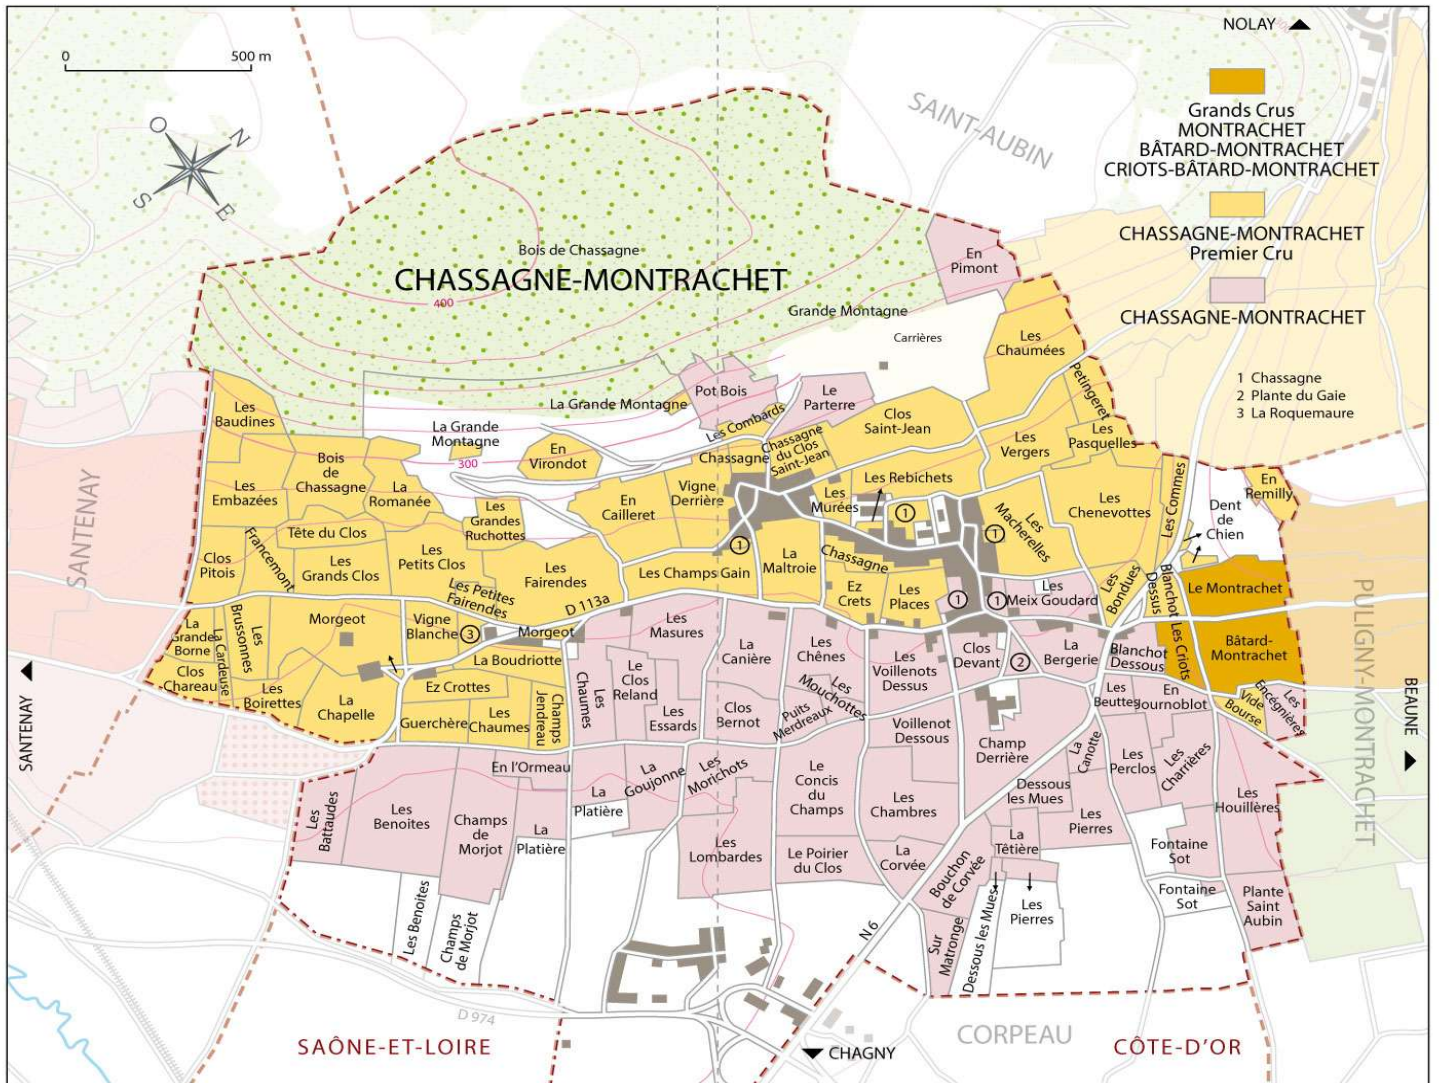 NOLAY
0 500 m
O
N
S
E
SAINT-AUBIN
Grands Crus
MONTRACHET
BÂTARD-MONTRACHET
CRIOTS-BÂTARD-MONTRACHET
CHASSAGNE-MONTRACHET
Premier Cru
CHASSAGNE-MONTRACHET
1 Chassagne
2 Plante du Gaie
3 La Roquemaure
Bois de Chassagne
CHASSAGNE-MONTRACHET
400
En
Pimont
Grande Montagne
Carrières
Les
Chaumées
Petingeret
Pot Bois
Le
Parterre
La Grande Montagne
Les
Baudines
La Grande
Montagne
300
Les Lombards
Clos
Saint-Jean
Chassagne
du Clos
Saint-Jean
Les
Vergers
Les
Pasquelles
En
Virondot
Chassagne
Bois
de
Chassagne
Les
Embazées
La
Romanée
Vigne
Derrière
En
Cailleret
Les
Murées
Les Rebichets
Les
Macherelles
Les
Chenevottes
Les Commes
En
Remilly
Dent
de
Chien
SANTENAY
Les
Grandes
Ruchottes
Tête du Clos
Francemont
Clos
Pitois
Les
Grands Clos
Les
Petits Clos
Les Petites
Fairendes
Les
Fairendes
Les Champs Gain
1
La
Maltroie
Chassagne
1
1
Ez
Crets
Les
Places
1
1
Les
Meix Goudard
Les
Bondues
Blanchot
Dessus
Le Montrachet
D 113a
La
Grande
Borne
La Cardeuse
Les
Brussonnes
Morgeot
Vigne
Blanche
3
Morgeot
Les
Masures
La
Canière
Les
Chênes
Les
Voillenots
Dessus
Clos
Devant
2
La
Bergerie
Blanchot
Dessous
Les Criots
Bâtard-
Montrachet
PULIGNY-MONTRACHET
Clos
Chareau
Les
Boirettes
La
Chapelle
La Boudriotte
Ez Crottes
Guerchère
Les
Chaumes
Champs
Jendreau
Les
Chaumes
Le
Clos
Reland
Les
Essards
Clos
Bernot
Puits
Merdreaux
Les
Mouchottes
Voillenot
Dessous
Les
Beuttes
En
Journoblot
Vide
Bourse
Les
Encégnières
SANTENAY
BEAUNE
En l'Ormeau
La
Goujonne
Les
Morichots
Le
Concis
du
Champs
Champ
Derrière
La
Canotte
Les
Perclos
Les
Charrières
Les
Houillères
Les
Battaudes
Les
Benoites
Champs
de
Morjot
La
Platière
La
Platière
Les
Lombardes
Le Poirier
du Clos
Les
Chambres
La
Corvée
Dessous
les Mues
Les
Pierres
La
Têtière
Bouchon
de Corvée
Fontaine
Sot
Fontaine
Sot
Plante
Saint
Aubin
Les Benoites
Champs
de Morjot
Sur
Matronge
Dessous les Mues
Les
Pierres
N 6
D 974
SAÔNE-ET-LOIRE
CORPEAU
CÔTE-D'OR
CHAGNY